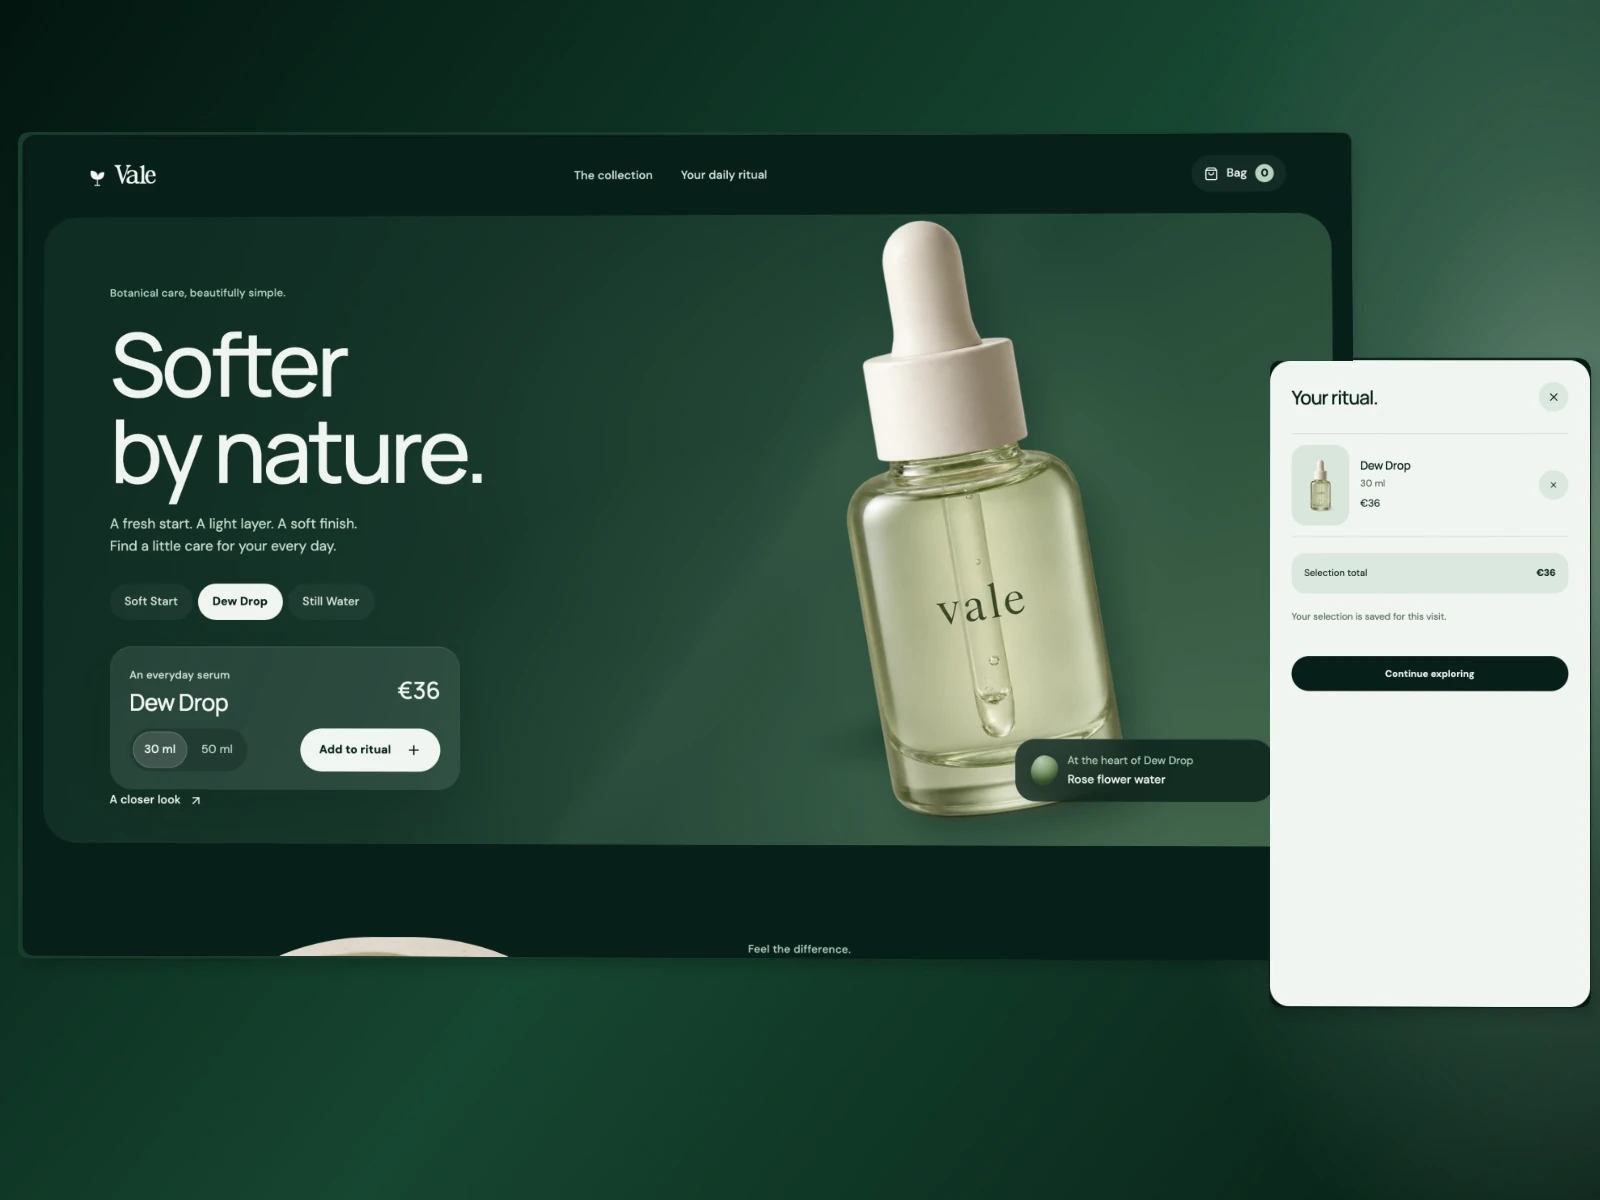 Vale
The collection
Your daily ritual
Bag 0
Botanical care, beautifully simple.
Softer
by nature.
A fresh start. A light layer. A soft finish.
Find a little care for your every day.
Soft Start
Dew Drop
Still Water
An everyday serum
Dew Drop
€36
30 ml
50 ml
Add to ritual
A closer look
vale
At the heart of Dew Drop
Rose flower water
Feel the difference.
Your ritual.
Dew Drop
30 ml
€36
Selection total
€36
Your selection is saved for this visit.
Continue exploring